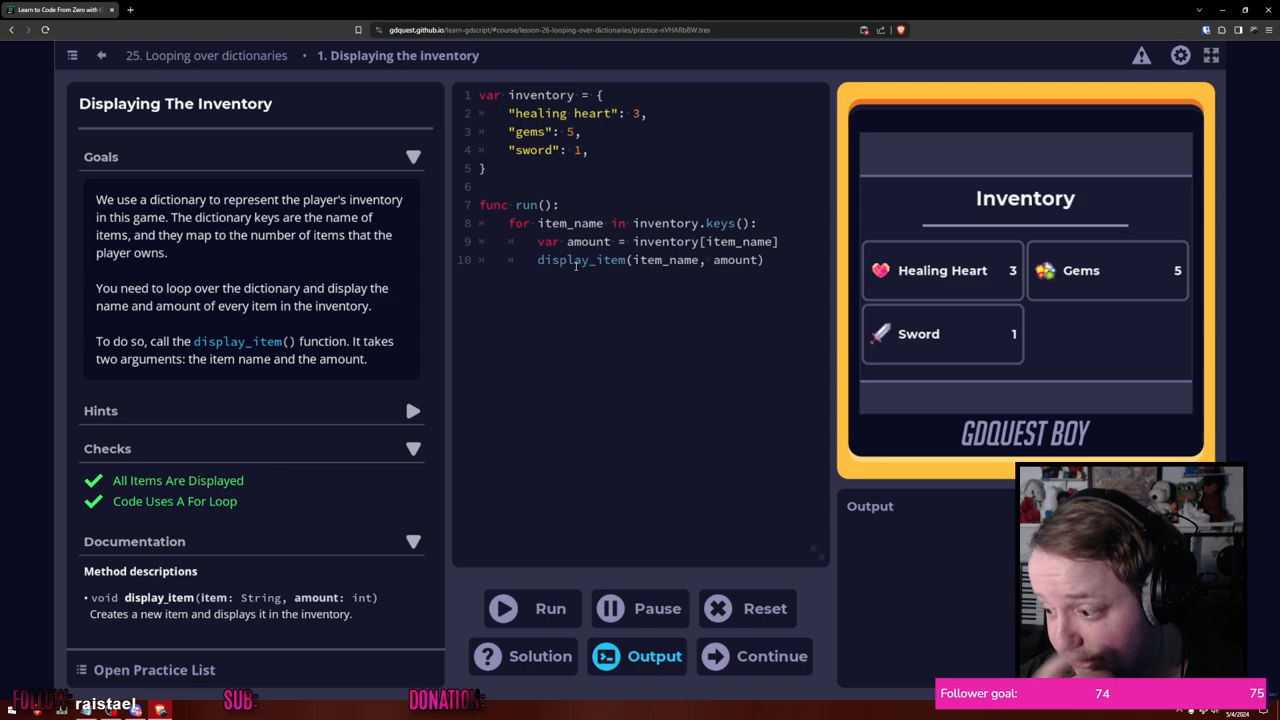 Learn to Code From Zero with G
gdquest.github.io/learn-gdscript/#course/lesson-26-looping-over-dictionaries/practice-nVHARbBW.tres
25. Looping over dictionaries
1. Displaying the inventory
Displaying The Inventory
Goals
We use a dictionary to represent the player's inventory
in this game. The dictionary keys are the name of
items, and they map to the number of items that the
player owns.
You need to loop over the dictionary and display the
name and amount of every item in the inventory.
To do so, call the display_item() function. It takes
two arguments: the item name and the amount.
Hints
Checks
All Items Are Displayed
Code Uses A For Loop
Documentation
Method descriptions
• void display_item(item: String, amount: int)
Creates a new item and displays it in the inventory.
Open Practice List
1 var inventory = {
2 "healing heart": 3,
3 "gems": 5,
4 "sword": 1,
5 }
6
7 func run():
8 for item_name in inventory.keys():
9 var amount = inventory[item_name]
10 display_item(item_name, amount)
Run
Pause
Reset
Solution
Output
Continue
Inventory
Healing Heart 3
Gems 5
Sword 1
GDQUEST BOY
Output
FOLLOW: raistael
SUB:
DONATION:
Follower goal: 74 75
5/4/2024